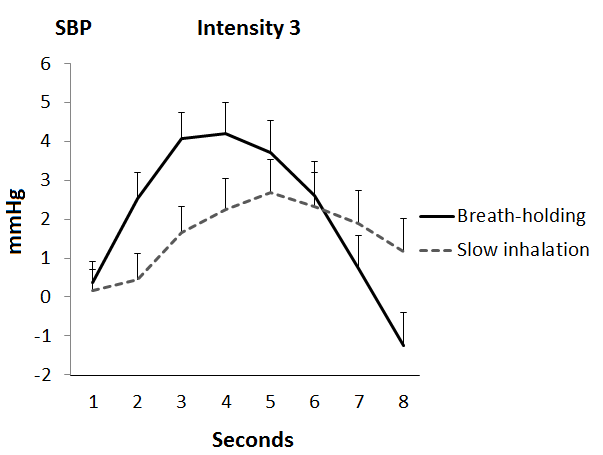 SBP Intensity 3
6
5
4
3
2
1
0
-1
-2
mmHg
Breath-holding
Slow inhalation
1 2 3 4 5 6 7 8
Seconds